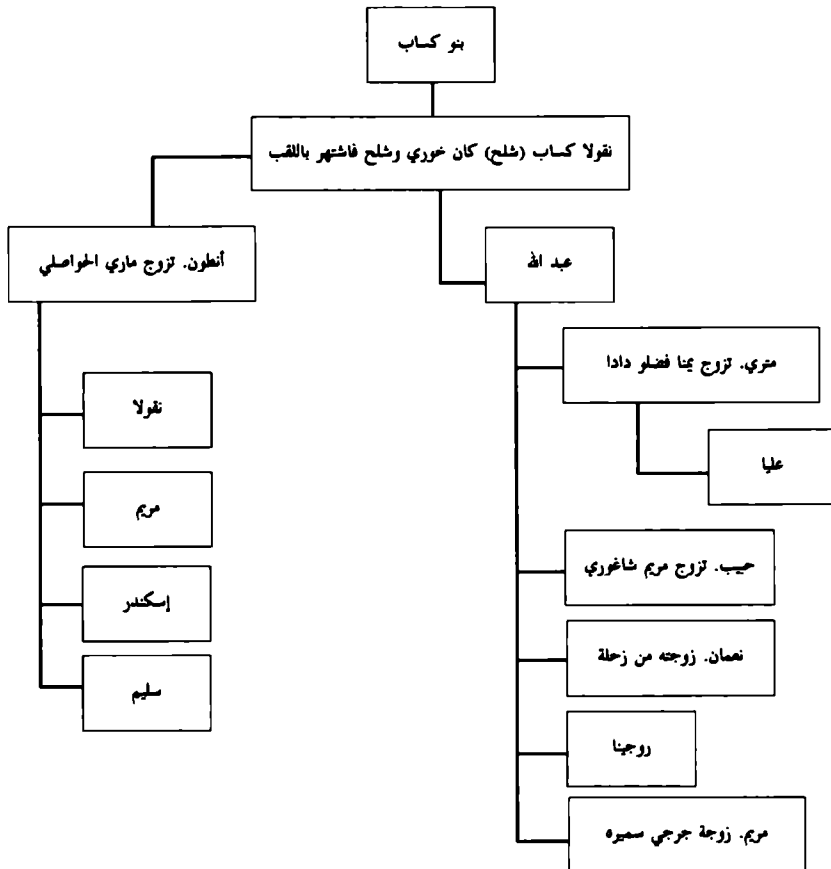 بنو كساب
نقولا كساب (شلح) كان خوري وشلح فاشتهر باللقب
عبد الله
متري. تزوج يمنا فضلو دادا
عليا
حبيب. تزوج مريم شاغوري
نعمان. زوجته من زحلة
روجينا
مريم. زوجة جرجي سميره
أنطون. تزوج ماري الحواصلي
نقولا
مريم
إسكندر
سليم